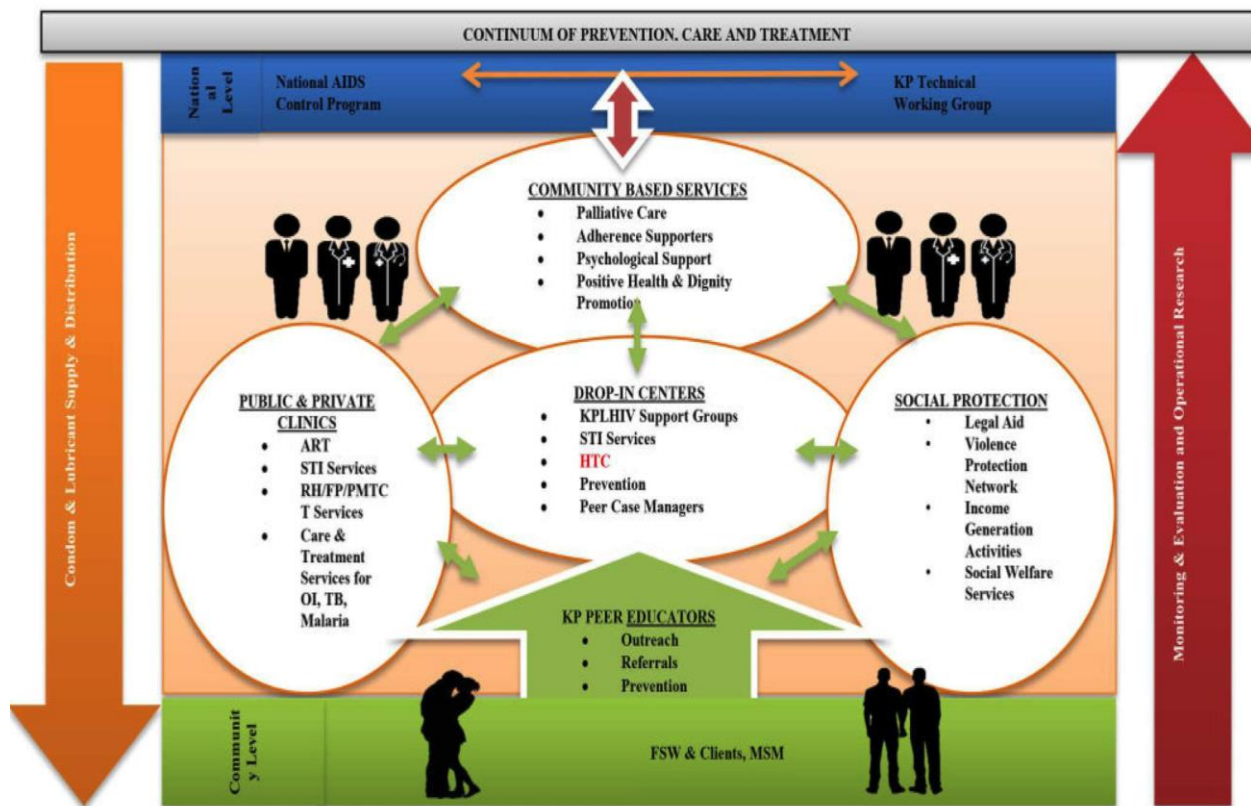 CONTINUUM OF PREVENTION. CARE AND TREATMENT
Nation
al
Level
National AIDS
Control Program
KP Technical
Working Group
Condom & Lubricant Supply & Distribution
COMMUNITY BASED SERVICES
• Palliative Care
• Adherence Supporters
• Psychological Support
• Positive Health & Dignity
Promotion
PUBLIC & PRIVATE
CLINICS
• ART
• STI Services
• RH/FP/PMTC
T Services
• Care &
Treatment
Services for
OI, TB,
Malaria
DROP-IN CENTERS
• KPLHIV Support Groups
• STI Services
• HTC
• Prevention
• Peer Case Managers
SOCIAL PROTECTION
• Legal Aid
• Violence
Protection
Network
• Income
Generation
Activities
• Social Welfare
Services
Monitoring & Evaluation and Operational Research
KP PEER EDUCATORS
• Outreach
• Referrals
• Prevention
Communit
y Level
FSW & Clients, MSM